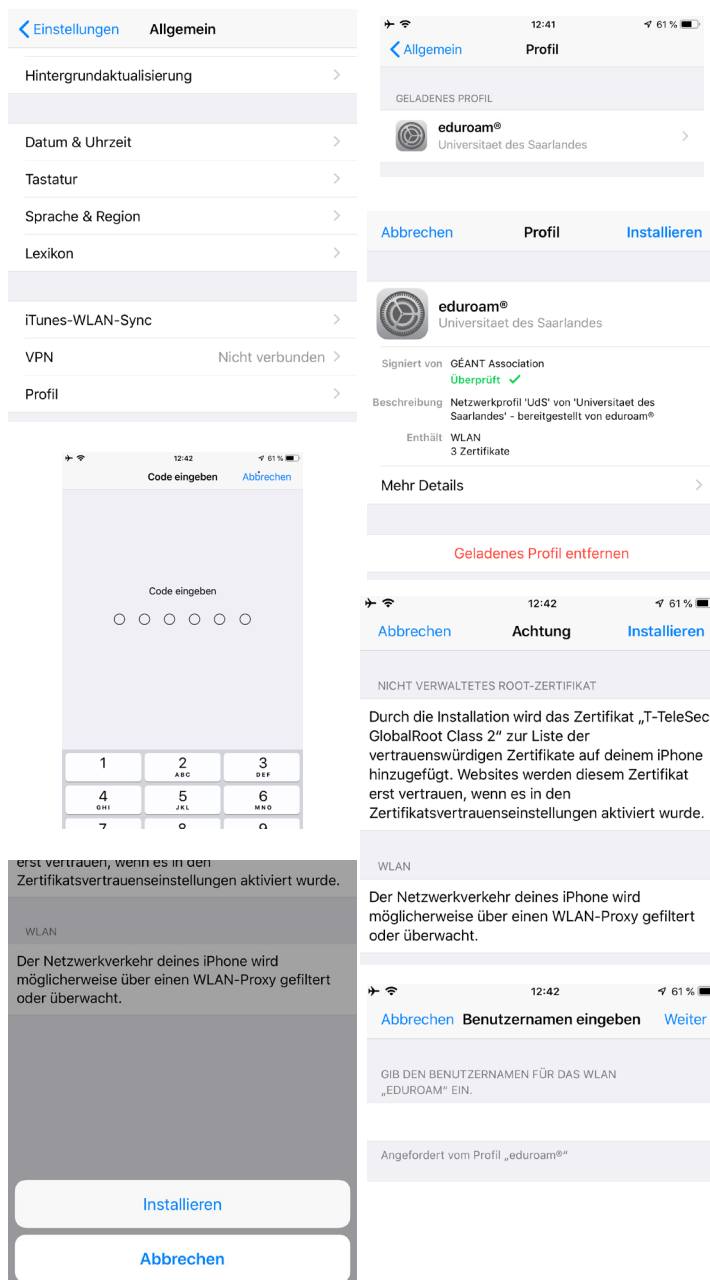 Einstellungen Allgemein
Hintergrundaktualisierung
Datum & Uhrzeit
Tastatur
Sprache & Region
Lexikon
iTunes-WLAN-Sync
VPN Nicht verbunden
Profil
12:41 61 %
Allgemein Profil
GELADENES PROFIL
eduroam®
Universitaet des Saarlandes
Abbrechen Profil Installieren
eduroam®
Universitaet des Saarlandes
Signiert von GÉANT Association
Überprüft
Beschreibung Netzwerkprofil 'UdS' von 'Universitaet des
Saarlandes' - bereitgestellt von eduroam®
Enthält WLAN
3 Zertifikate
Mehr Details
Geladenes Profil entfernen
12:42 61 %
Code eingeben Abbrechen
Code eingeben
1 2 3
ABC DEF
4 5 6
GHI JKL MNO
7 8 9
12:42 61 %
Abbrechen Achtung Installieren
NICHT VERWALTETES ROOT-ZERTIFIKAT
Durch die Installation wird das Zertifikat „T-TeleSec
GlobalRoot Class 2“ zur Liste der
vertrauenswürdigen Zertifikate auf deinem iPhone
hinzugefügt. Websites werden diesem Zertifikat
erst vertrauen, wenn es in den
Zertifikatsvertrauenseinstellungen aktiviert wurde.
WLAN
Der Netzwerkverkehr deines iPhone wird
möglicherweise über einen WLAN-Proxy gefiltert
oder überwacht.
erst vertrauen, wenn es in den
Zertifikatsvertrauenseinstellungen aktiviert wurde.
WLAN
Der Netzwerkverkehr deines iPhone wird
möglicherweise über einen WLAN-Proxy gefiltert
oder überwacht.
Installieren
Abbrechen
12:42 61 %
Abbrechen Benutzernamen eingeben Weiter
GIB DEN BENUTZERNAMEN FÜR DAS WLAN
„EDUROAM“ EIN.
Angefordert vom Profil „eduroam®“